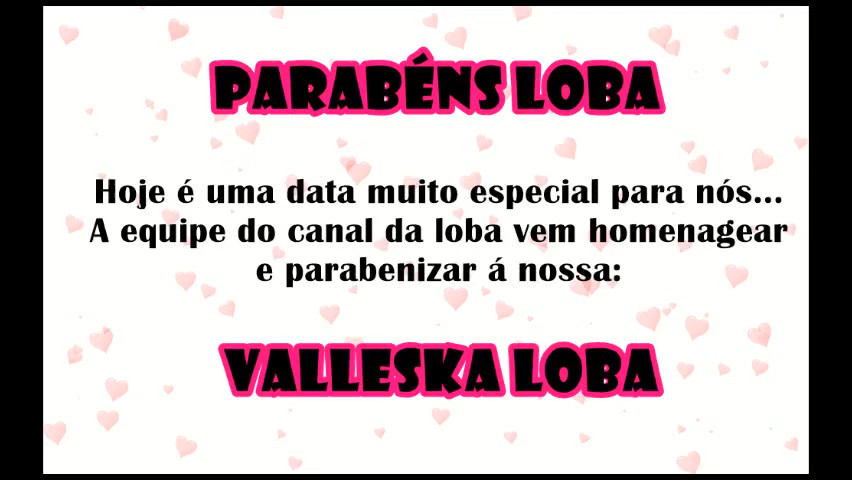 PARABÉNS LOBA
Hoje é uma data muito especial para nós...
A equipe do canal da loba vem homenagear
e parabenizar á nossa:
VALLESKA LOBA